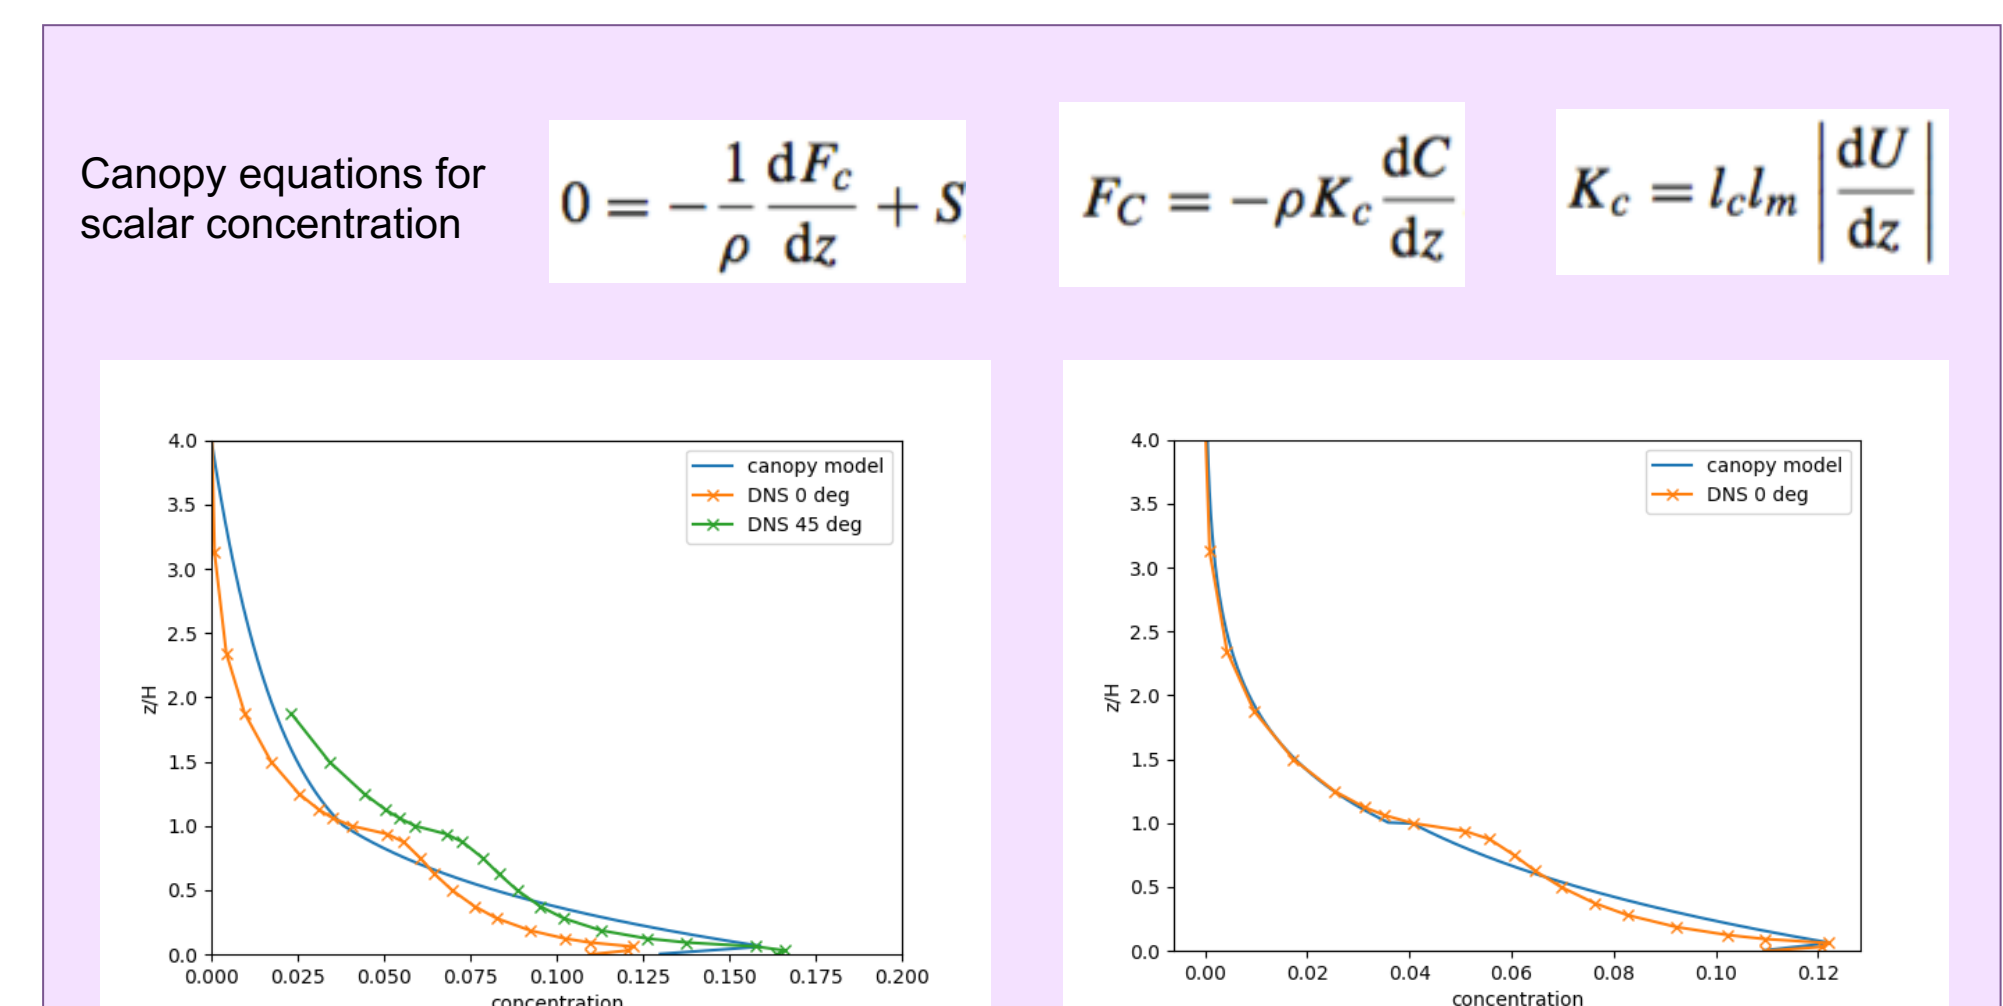 Canopy equations for
scalar concentration
0 = − 1/ρ dF_c/dz + S
F_C = −ρK_c dC/dz
K_c = l_c l_m |dU/dz|
4.0
3.5
3.0
2.5
2.0
1.5
1.0
0.5
0.0
z/H
canopy model
DNS 0 deg
DNS 45 deg
0.000 0.025 0.050 0.075 0.100 0.125 0.150 0.175 0.200
concentration
4.0
3.5
3.0
2.5
2.0
1.5
1.0
0.5
0.0
z/H
canopy model
DNS 0 deg
0.00 0.02 0.04 0.06 0.08 0.10 0.12
concentration